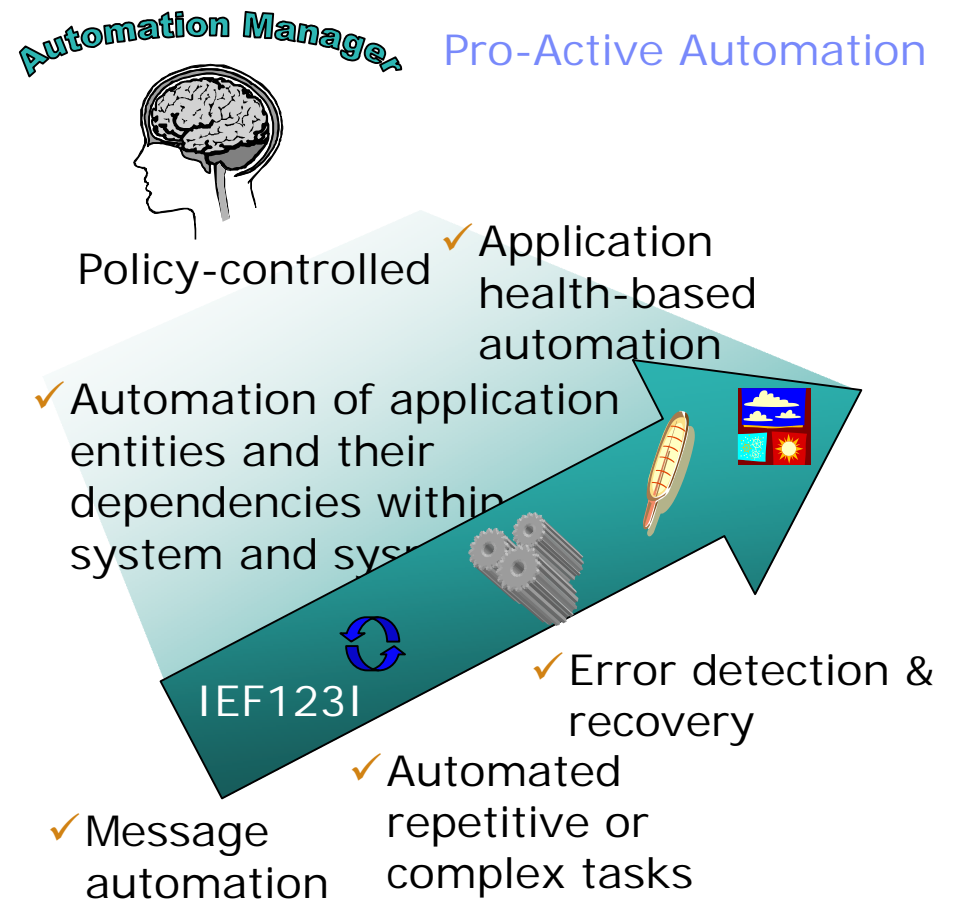 Automation Manager
Pro-Active Automation
Policy-controlled
✓ Application
health-based
automation
✓ Automation of application
entities and their
dependencies within
system and
IEF123I
✓ Error detection &
recovery
✓ Automated
repetitive or
complex tasks
✓ Message
automation